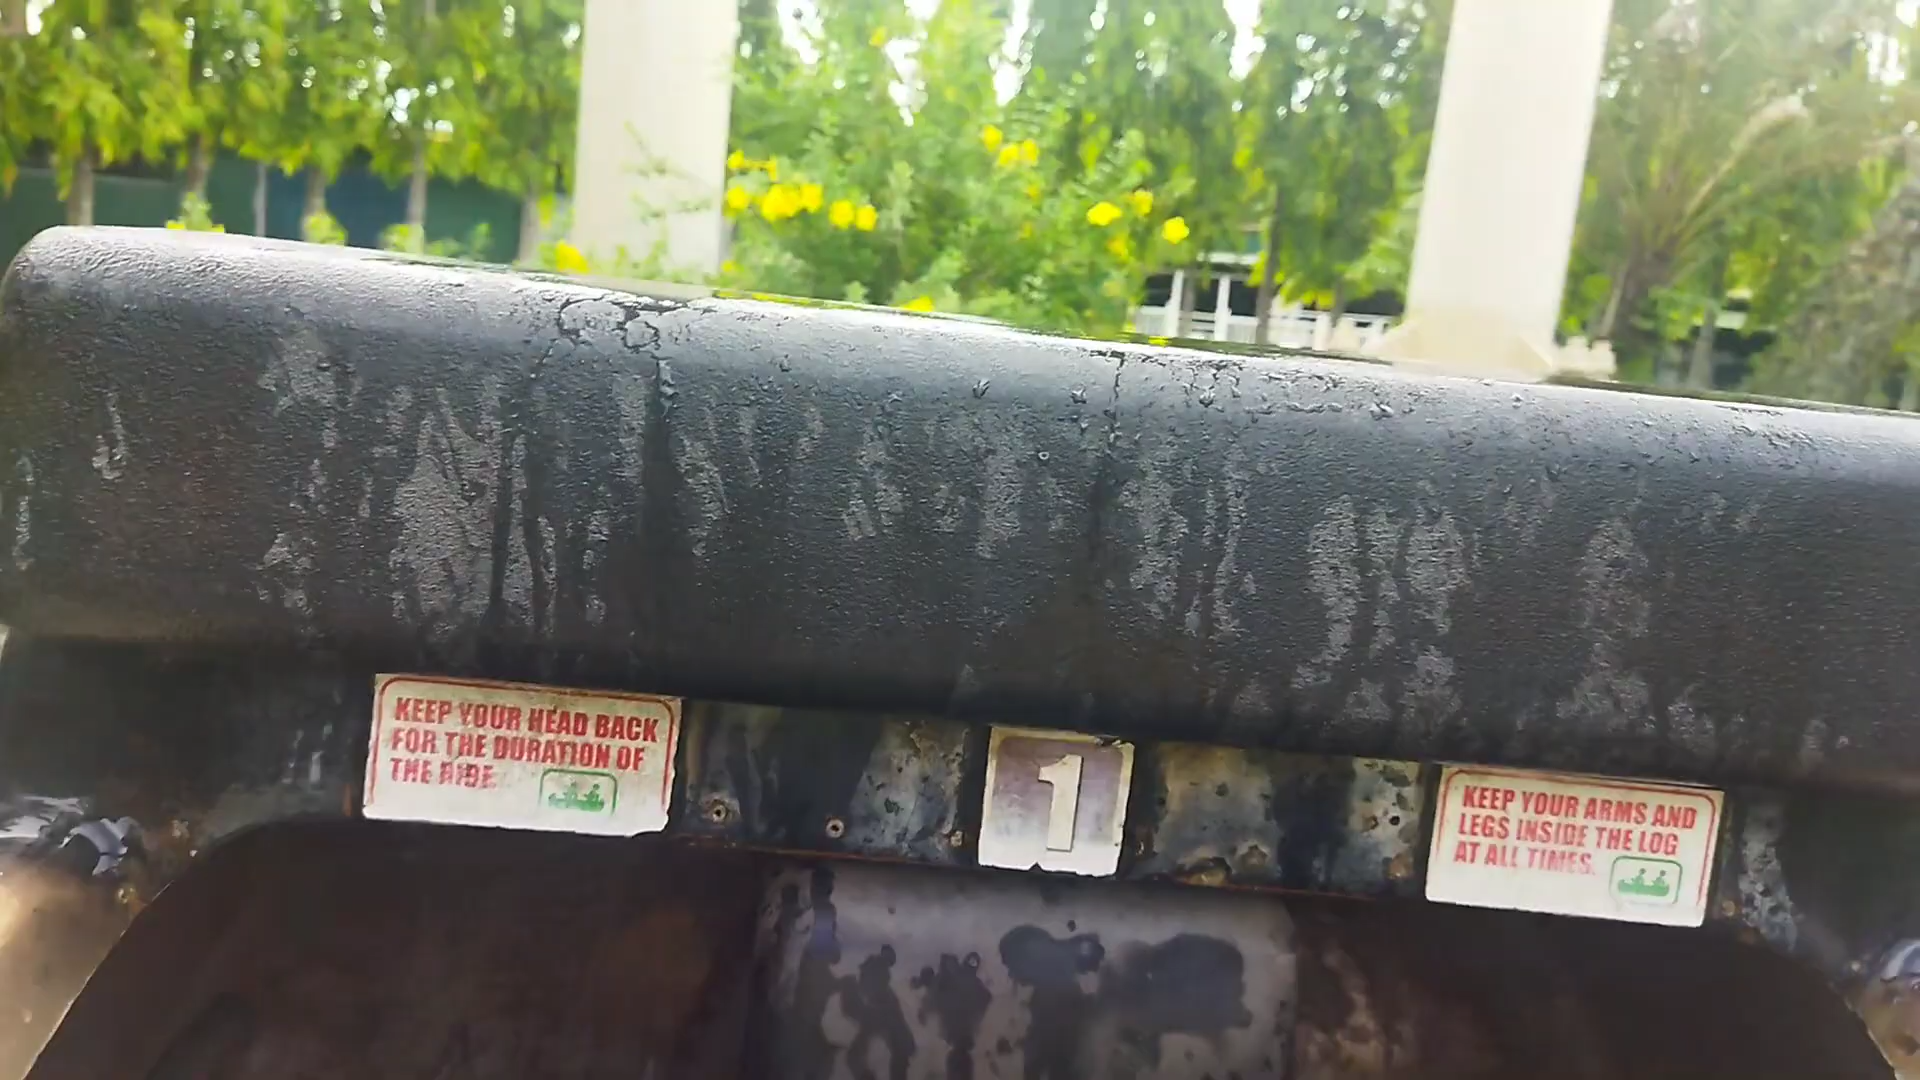 KEEP YOUR HEAD BACK
FOR THE DURATION OF
THE RIDE.
1
KEEP YOUR ARMS AND
LEGS INSIDE THE LOG
AT ALL TIMES.